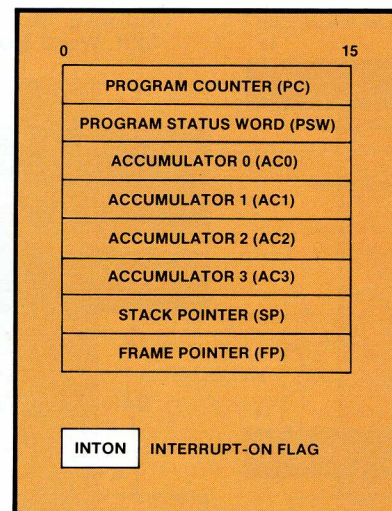 0 15
PROGRAM COUNTER (PC)
PROGRAM STATUS WORD (PSW)
ACCUMULATOR 0 (AC0)
ACCUMULATOR 1 (AC1)
ACCUMULATOR 2 (AC2)
ACCUMULATOR 3 (AC3)
STACK POINTER (SP)
FRAME POINTER (FP)
INTON INTERRUPT-ON FLAG